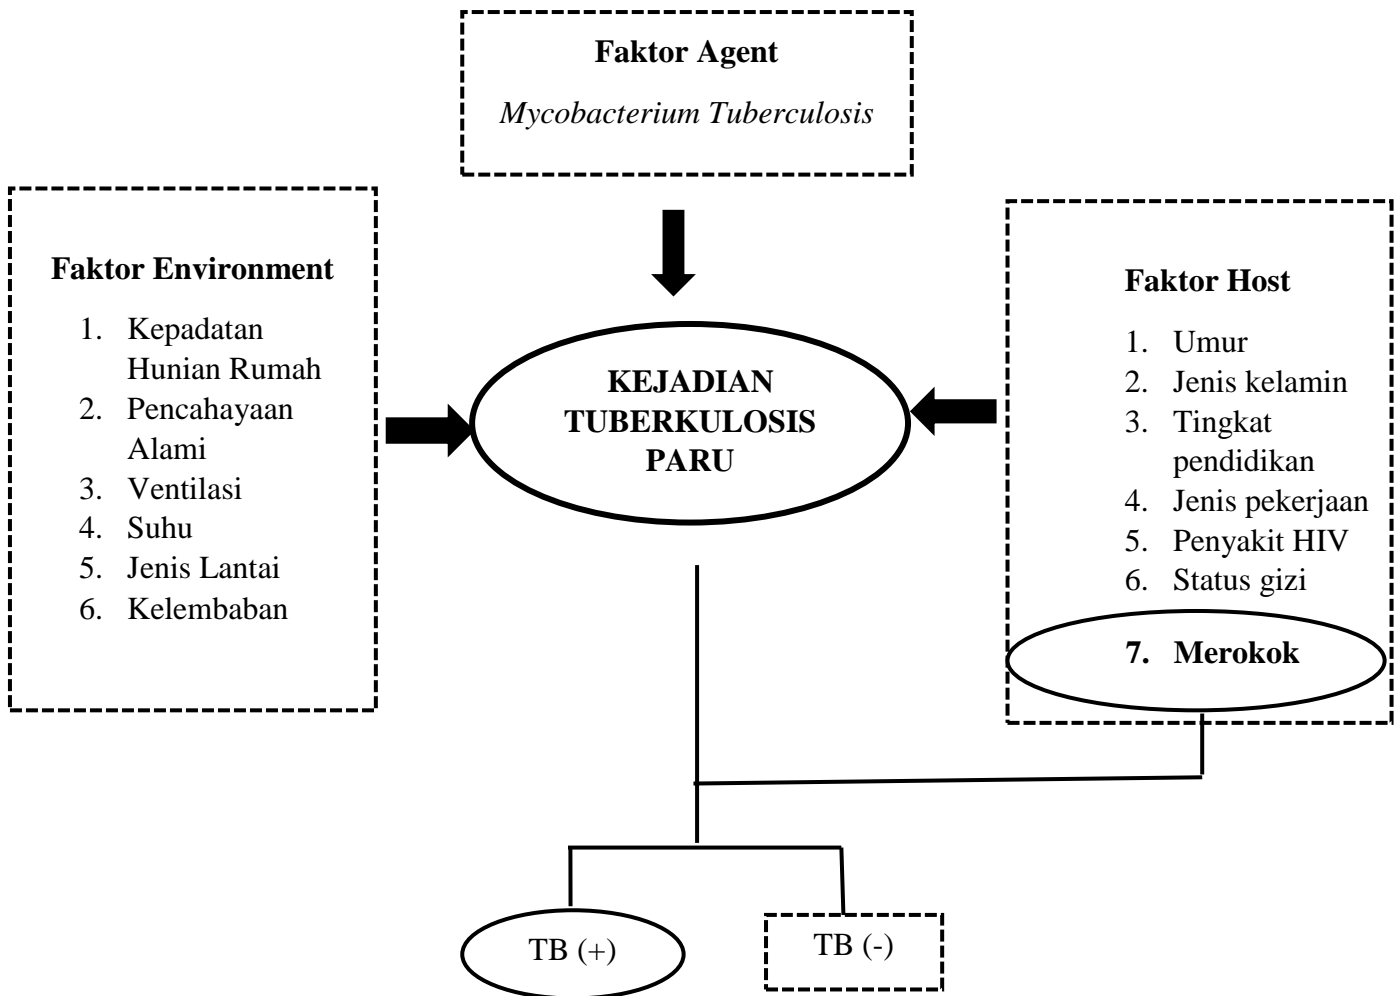 Faktor Agent
Mycobacterium Tuberculosis
Faktor Environment
1. Kepadatan
Hunian Rumah
2. Pencahayaan
Alami
3. Ventilasi
4. Suhu
5. Jenis Lantai
6. Kelembaban
KEJADIAN
TUBERKULOSIS
PARU
Faktor Host
1. Umur
2. Jenis kelamin
3. Tingkat
pendidikan
4. Jenis pekerjaan
5. Penyakit HIV
6. Status gizi
7. Merokok
TB (+)
TB (-)